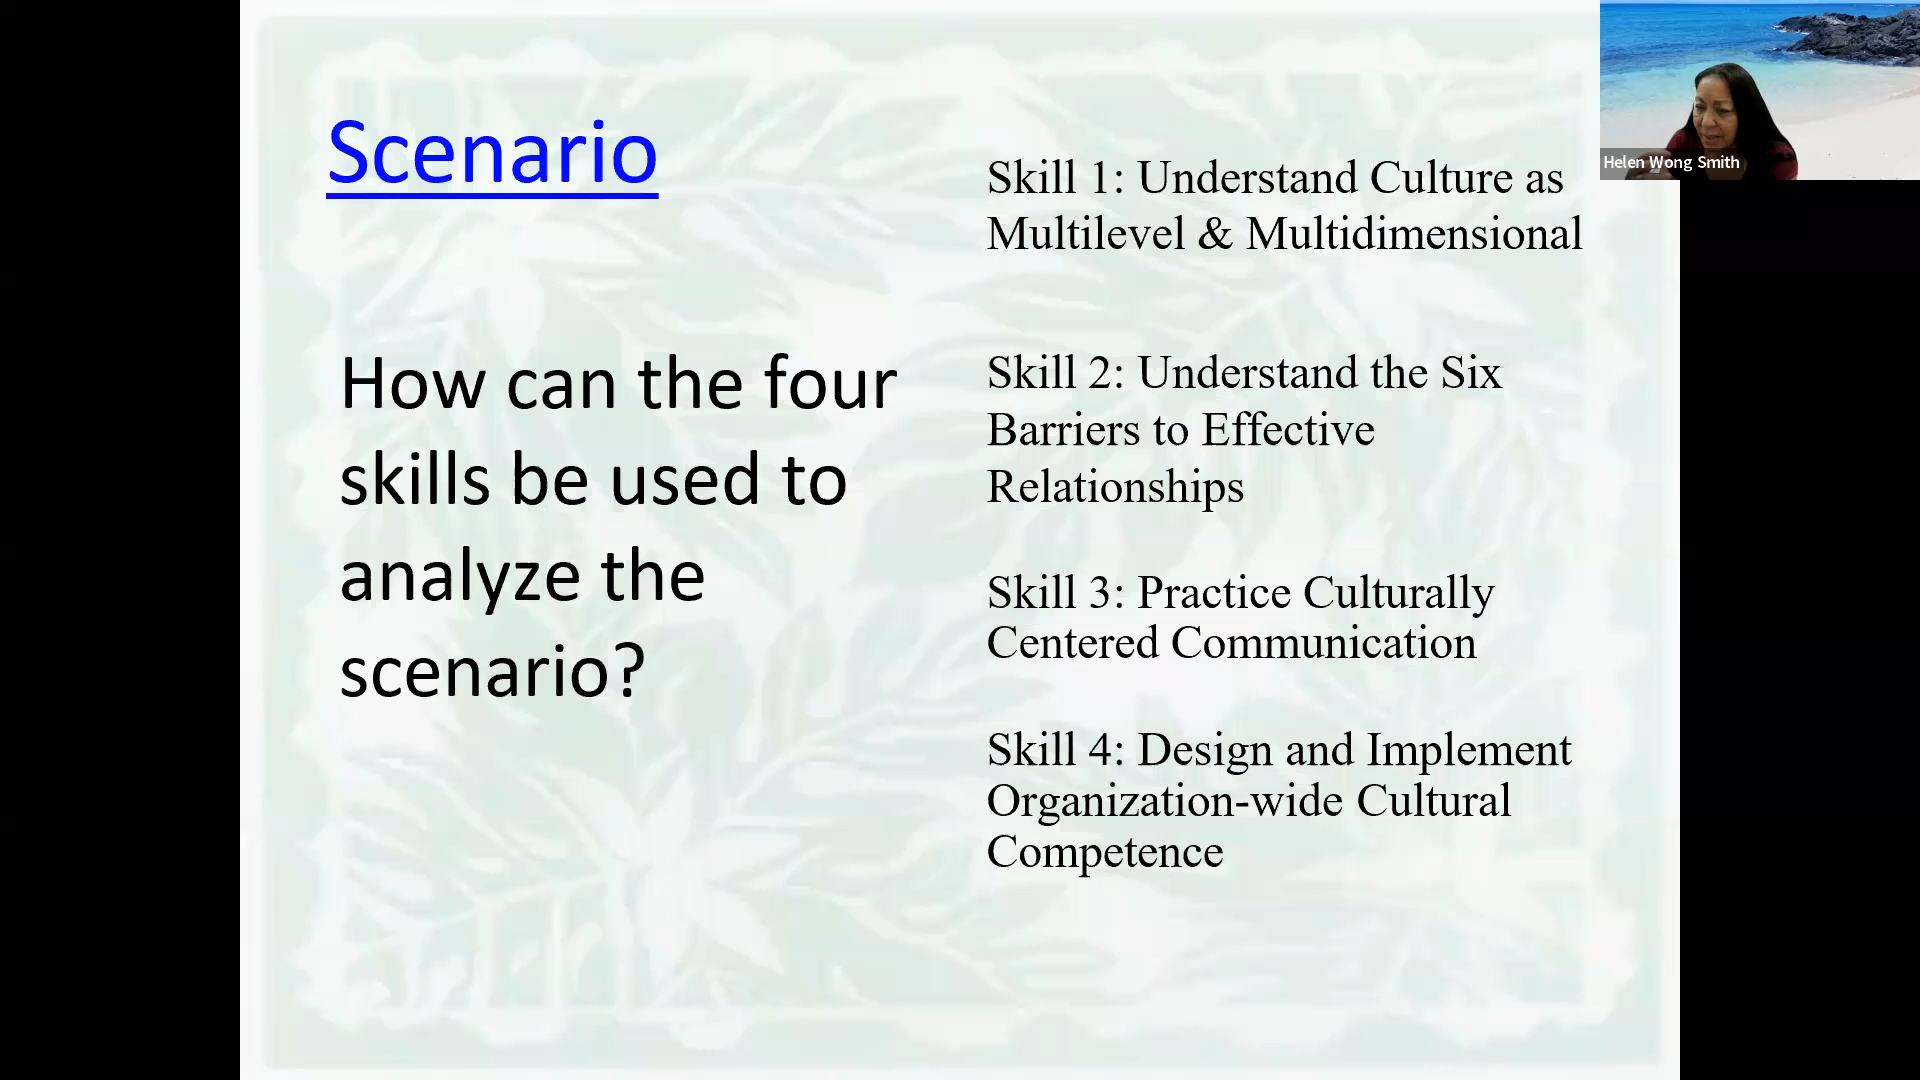 Scenario
How can the four
skills be used to
analyze the
scenario?
Skill 1: Understand Culture as
Multilevel & Multidimensional
Skill 2: Understand the Six
Barriers to Effective
Relationships
Skill 3: Practice Culturally
Centered Communication
Skill 4: Design and Implement
Organization-wide Cultural
Competence
Helen Wong Smith